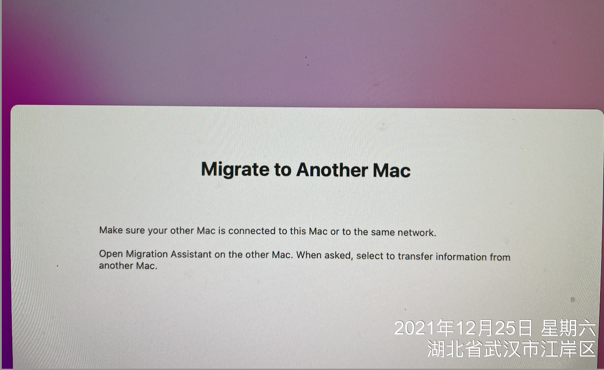 Migrate to Another Mac
Make sure your other Mac is connected to this Mac or to the same network.
Open Migration Assistant on the other Mac. When asked, select to transfer information from
another Mac.
2021年12月25日 星期六
湖北省武汉市江岸区